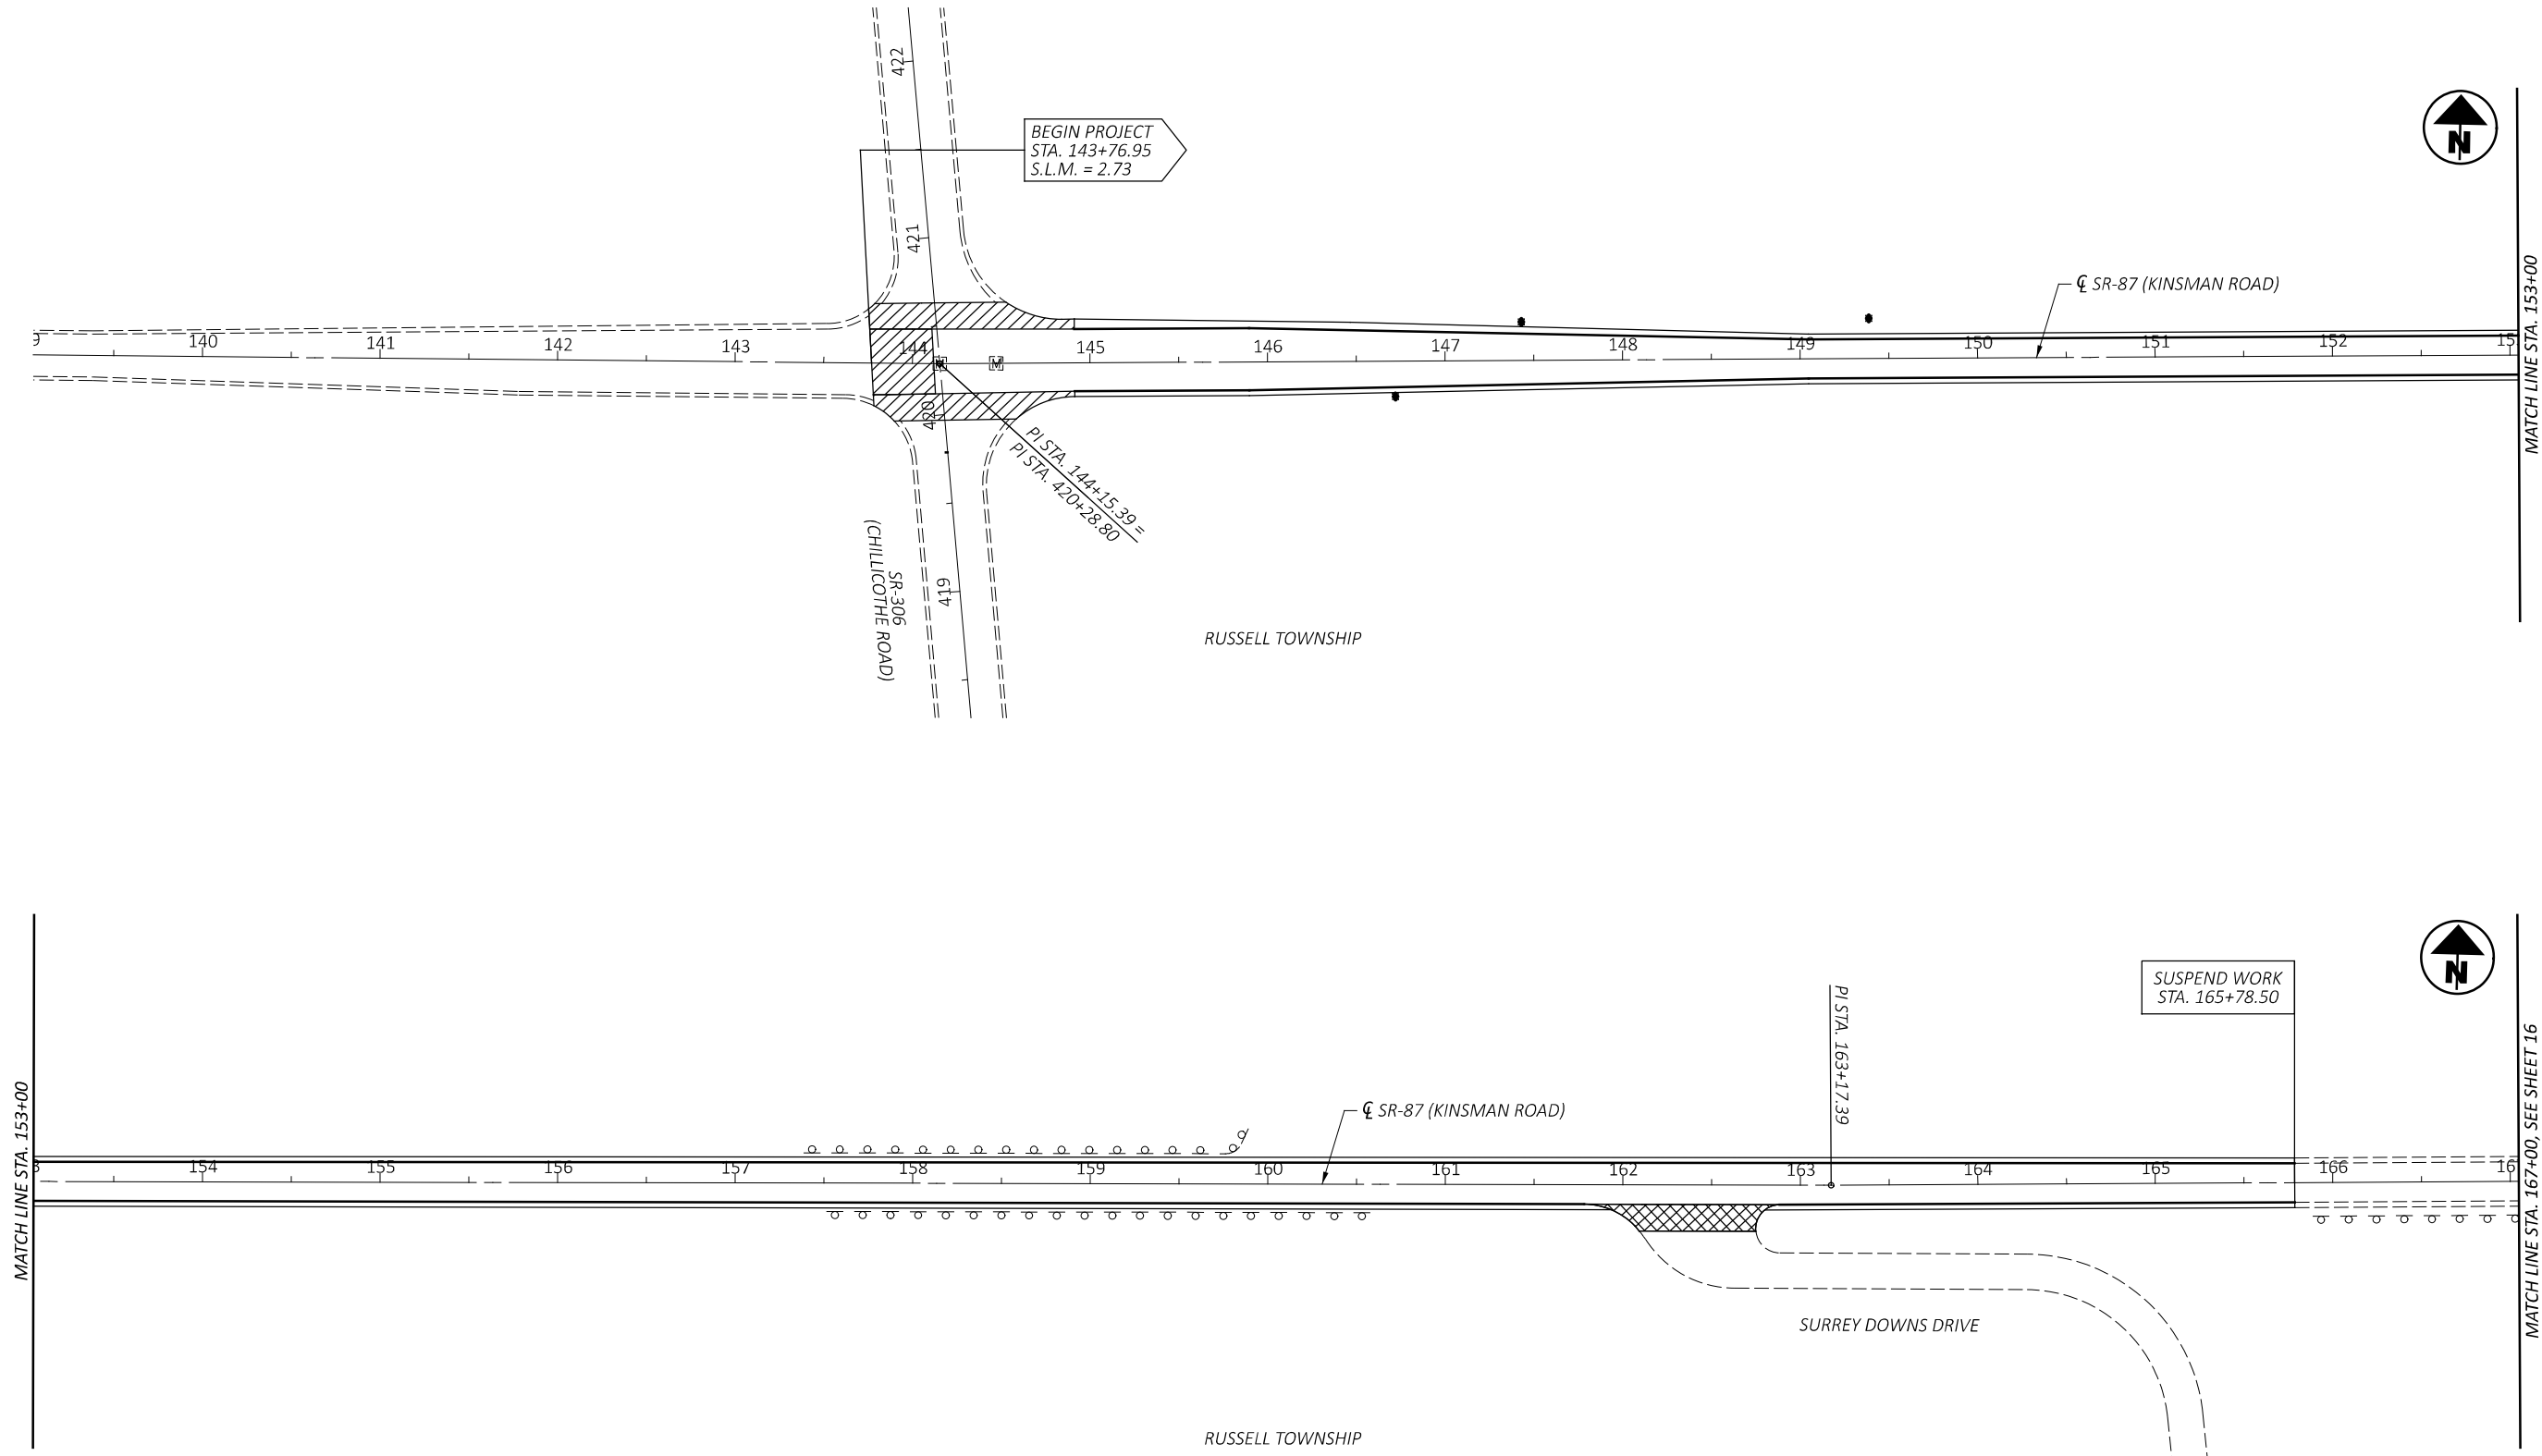 422
BEGIN PROJECT
STA. 143+76.95
S.L.M. = 2.73
N
421
℄ SR-87 (KINSMAN ROAD)
MATCH LINE STA. 153+00
9 140 141 142 143 144 145 146 147 148 149 150 151 152 15
M
420
PI STA. 144+15.39 =
PI STA. 420+28.80
SR-306
(CHILLICOTHE ROAD)
419
RUSSELL TOWNSHIP
N
SUSPEND WORK
STA. 165+78.50
PI STA. 163+17.39
MATCH LINE STA. 153+00
℄ SR-87 (KINSMAN ROAD)
MATCH LINE STA. 167+00, SEE SHEET 16
3 154 155 156 157 158 159 160 161 162 163 164 165 166 16
SURREY DOWNS DRIVE
RUSSELL TOWNSHIP